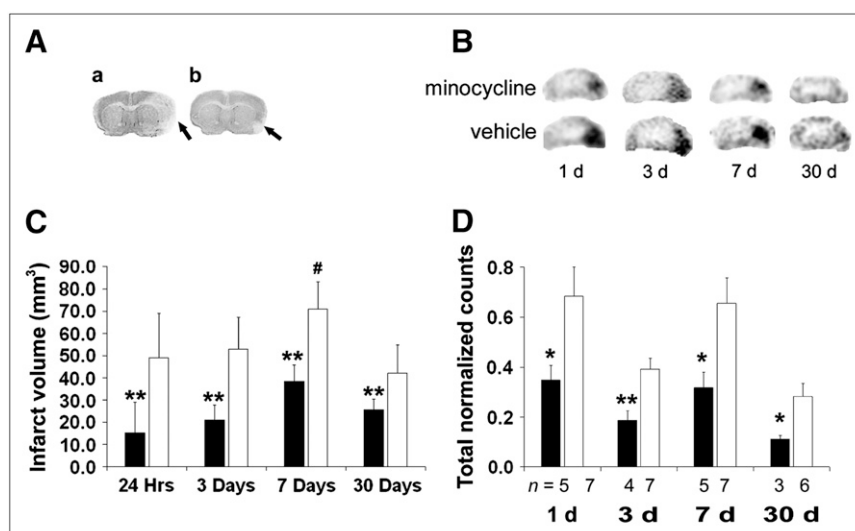 A
a b
B
minocycline
vehicle
1 d 3 d 7 d 30 d
C
Infarct volume (mm³)
90.0
80.0
70.0
60.0
50.0
40.0
30.0
20.0
10.0
0.0
** ** ** # **
24 Hrs 3 Days 7 Days 30 Days
D
Total normalized counts
0.8
0.6
0.4
0.2
0.0
* ** * *
n = 5 7 4 7 5 7 3 6
1 d 3 d 7 d 30 d